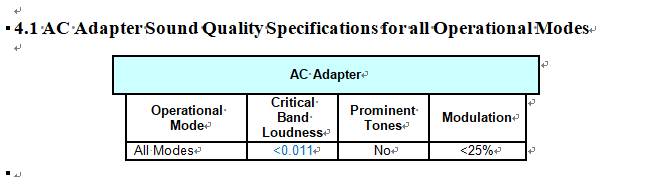 4.1 AC Adapter Sound Quality Specifications for all Operational Modes
AC Adapter
Operational
Mode
Critical
Band
Loudness
Prominent
Tones
Modulation
All Modes
<0.011
No
<25%